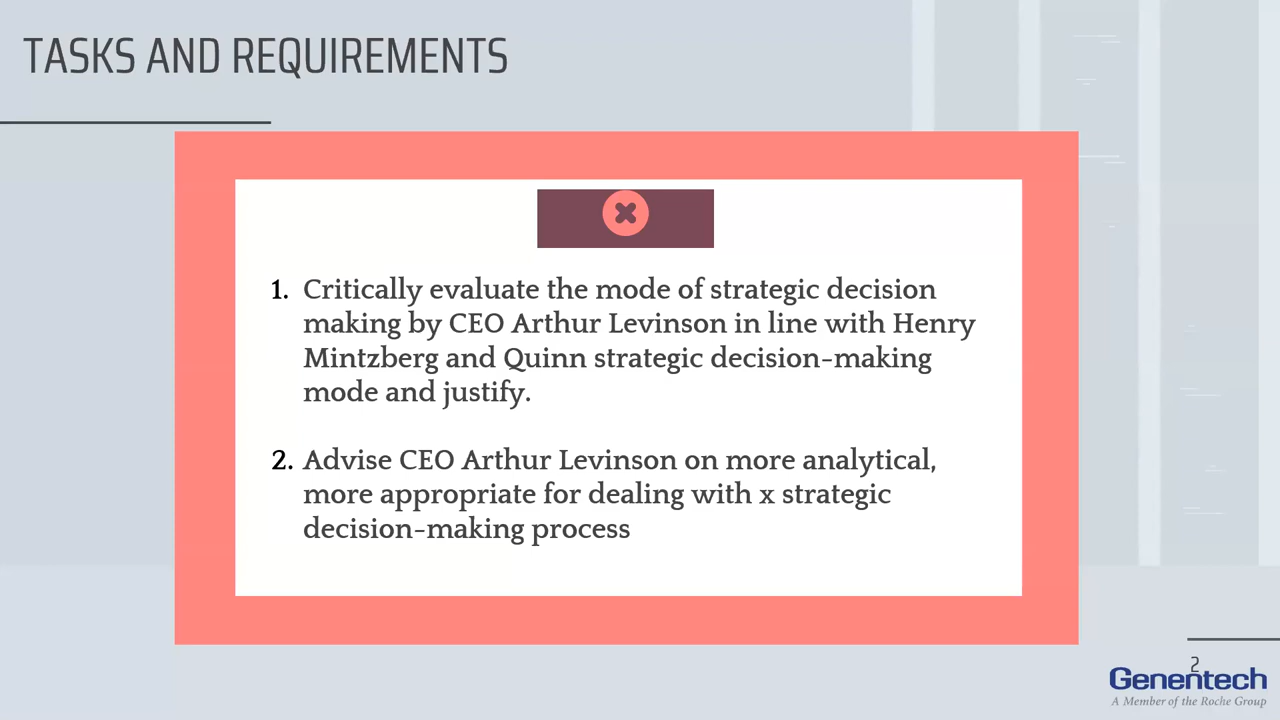 TASKS AND REQUIREMENTS
1. Critically evaluate the mode of strategic decision
making by CEO Arthur Levinson in line with Henry
Mintzberg and Quinn strategic decision-making
mode and justify.
2. Advise CEO Arthur Levinson on more analytical,
more appropriate for dealing with x strategic
decision-making process
2
Genentech
A Member of the Roche Group